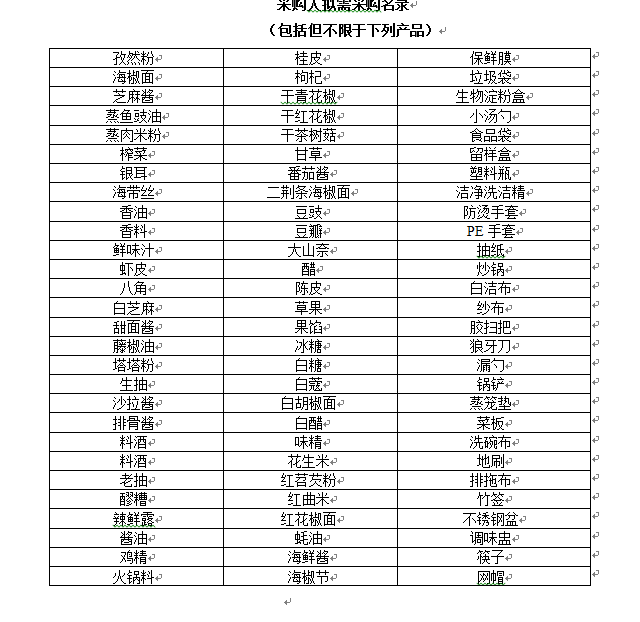 采购人拟需采购名录
（包括但不限于下列产品）
孜然粉 桂皮 保鲜膜
海椒面 枸杞 垃圾袋
芝麻酱 干青花椒 生物淀粉盒
蒸鱼豉油 干红花椒 小汤勺
蒸肉米粉 干茶树菇 食品袋
榨菜 甘草 留样盒
银耳 番茄酱 塑料瓶
海带丝 二荆条海椒面 洁净洗洁精
香油 豆豉 防烫手套
香料 豆瓣 PE 手套
鲜味汁 大山奈 抽纸
虾皮 醋 炒锅
八角 陈皮 白洁布
白芝麻 草果 纱布
甜面酱 果馅 胶扫把
藤椒油 冰糖 狼牙刀
塔塔粉 白糖 漏勺
生抽 白蔻 锅铲
沙拉酱 白胡椒面 蒸笼垫
排骨酱 白醋 菜板
料酒 味精 洗碗布
料酒 花生米 地刷
老抽 红苕芡粉 排拖布
醪糟 红曲米 竹签
辣鲜露 红花椒面 不锈钢盆
酱油 蚝油 调味盅
鸡精 海鲜酱 筷子
火锅料 海椒节 网帽